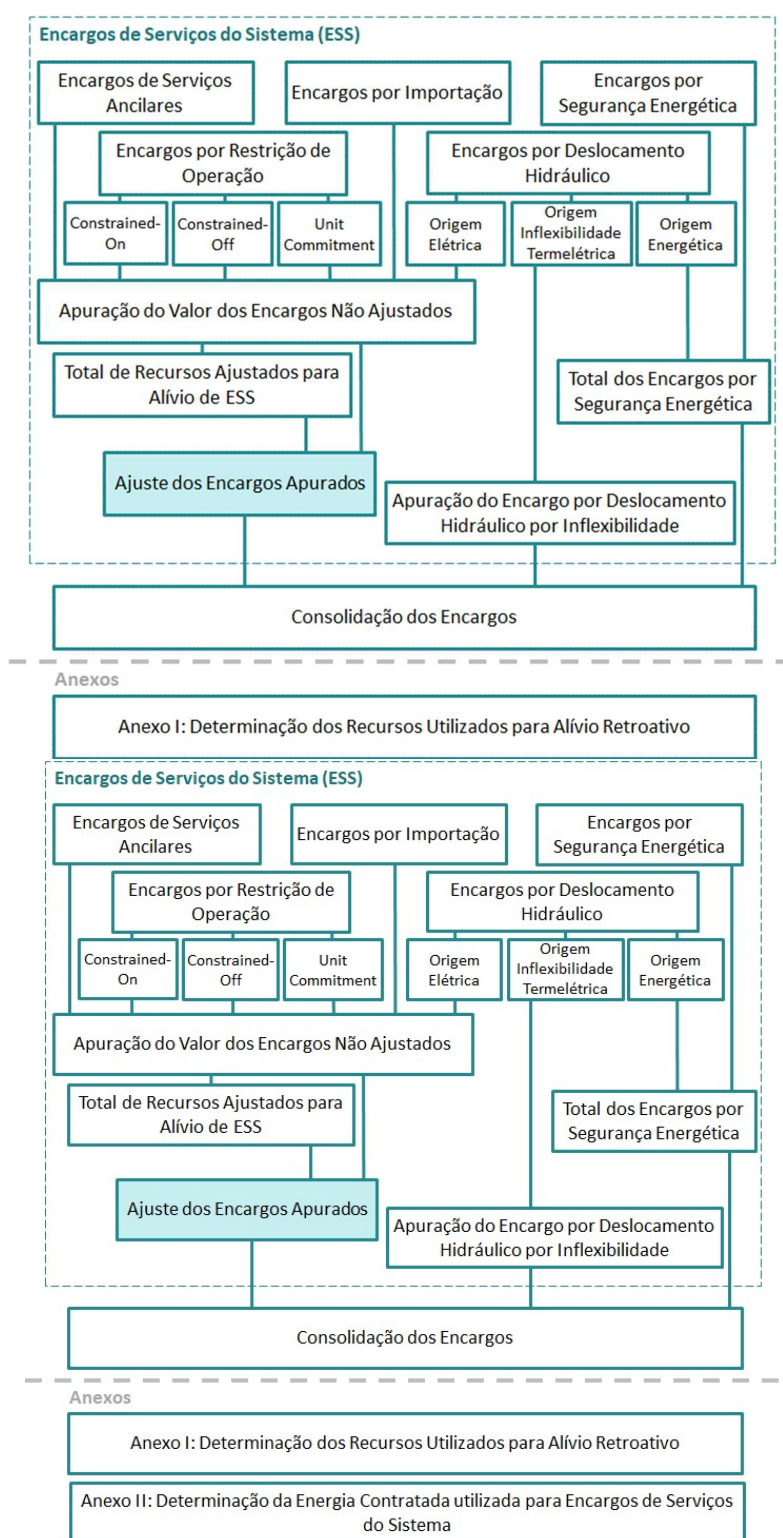 Encargos de Serviços do Sistema (ESS)
Encargos de Serviços
Ancilares
Encargos por Importação
Encargos por
Segurança Energética
Encargos por Restrição de
Operação
Encargos por Deslocamento
Hidráulico
Constrained-
On
Constrained-
Off
Unit
Commitment
Origem
Elétrica
Origem
Inflexibilidade
Termelétrica
Origem
Energética
Apuração do Valor dos Encargos Não Ajustados
Total de Recursos Ajustados para
Alívio de ESS
Total dos Encargos por
Segurança Energética
Ajuste dos Encargos Apurados
Apuração do Encargo por Deslocamento
Hidráulico por Inflexibilidade
Consolidação dos Encargos
Anexos
Anexo I: Determinação dos Recursos Utilizados para Alívio Retroativo
Encargos de Serviços do Sistema (ESS)
Encargos de Serviços
Ancilares
Encargos por Importação
Encargos por
Segurança Energética
Encargos por Restrição de
Operação
Encargos por Deslocamento
Hidráulico
Constrained-
On
Constrained-
Off
Unit
Commitment
Origem
Elétrica
Origem
Inflexibilidade
Termelétrica
Origem
Energética
Apuração do Valor dos Encargos Não Ajustados
Total de Recursos Ajustados para
Alívio de ESS
Total dos Encargos por
Segurança Energética
Ajuste dos Encargos Apurados
Apuração do Encargo por Deslocamento
Hidráulico por Inflexibilidade
Consolidação dos Encargos
Anexos
Anexo I: Determinação dos Recursos Utilizados para Alívio Retroativo
Anexo II: Determinação da Energia Contratada utilizada para Encargos de Serviços
do Sistema